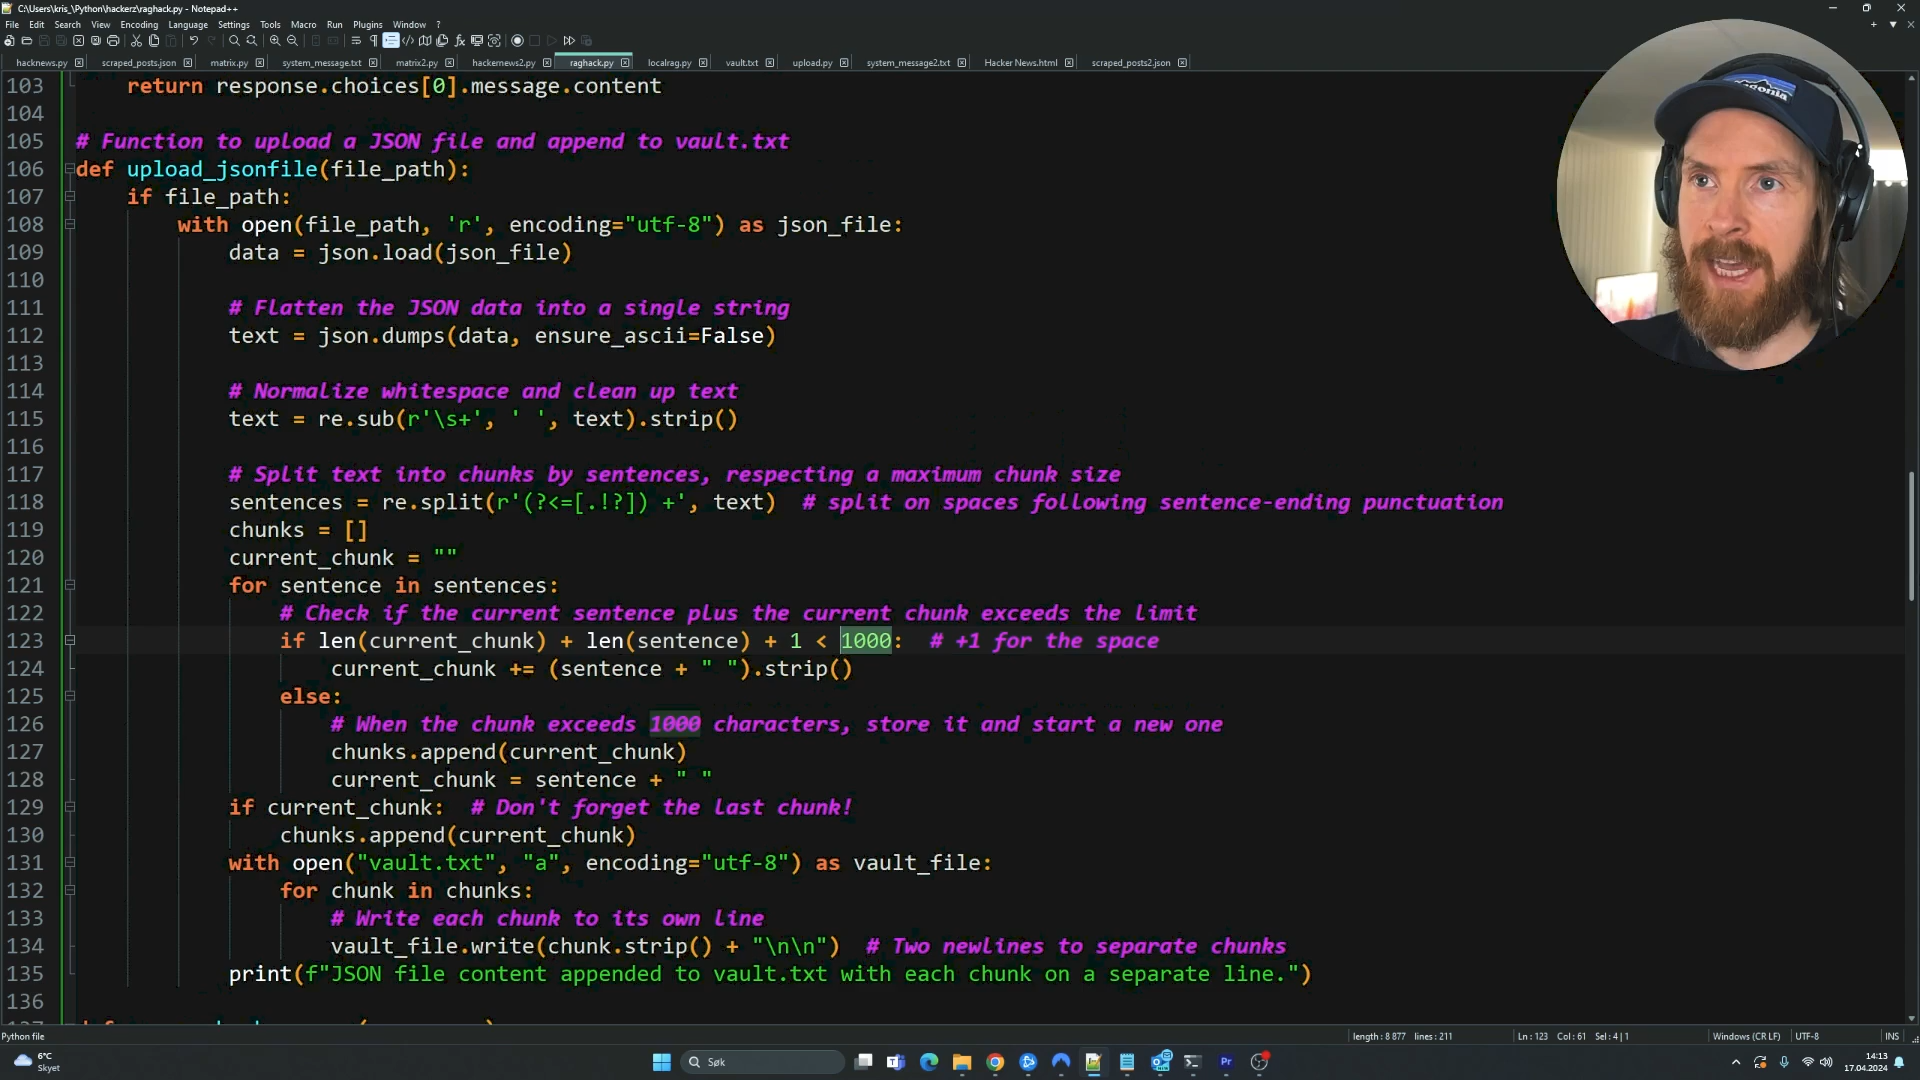 C:\Users\kris_\Python\hackerz\raghack.py - Notepad++
File Edit Search View Encoding Language Settings Tools Macro Run Plugins Window ?
hacknews.py scraped_posts.json matrix.py system_message.txt matrix2.py hackernews2.py raghack.py localrag.py vault.txt upload.py system_message2.txt Hacker News.html scraped_posts2.json
103 return response.choices[0].message.content
104
105 # Function to upload a JSON file and append to vault.txt
106 def upload_jsonfile(file_path):
107 if file_path:
108 with open(file_path, 'r', encoding="utf-8") as json_file:
109 data = json.load(json_file)
110
111 # Flatten the JSON data into a single string
112 text = json.dumps(data, ensure_ascii=False)
113
114 # Normalize whitespace and clean up text
115 text = re.sub(r'\s+', ' ', text).strip()
116
117 # Split text into chunks by sentences, respecting a maximum chunk size
118 sentences = re.split(r'(?<=[.!?]) +', text) # split on spaces following sentence-ending punctuation
119 chunks = []
120 current_chunk = ""
121 for sentence in sentences:
122 # Check if the current sentence plus the current chunk exceeds the limit
123 if len(current_chunk) + len(sentence) + 1 < 1000: # +1 for the space
124 current_chunk += (sentence + " ").strip()
125 else:
126 # When the chunk exceeds 1000 characters, store it and start a new one
127 chunks.append(current_chunk)
128 current_chunk = sentence + " "
129 if current_chunk: # Don't forget the last chunk!
130 chunks.append(current_chunk)
131 with open("vault.txt", "a", encoding="utf-8") as vault_file:
132 for chunk in chunks:
133 # Write each chunk to its own line
134 vault_file.write(chunk.strip() + "\n\n") # Two newlines to separate chunks
135 print(f"JSON file content appended to vault.txt with each chunk on a separate line.")
136
Python file length : 8 877 lines : 211 Ln : 123 Col : 61 Sel : 4 | 1 Windows (CR LF) UTF-8 INS
6°C
Skyet
Søk
14:13
17.04.2024